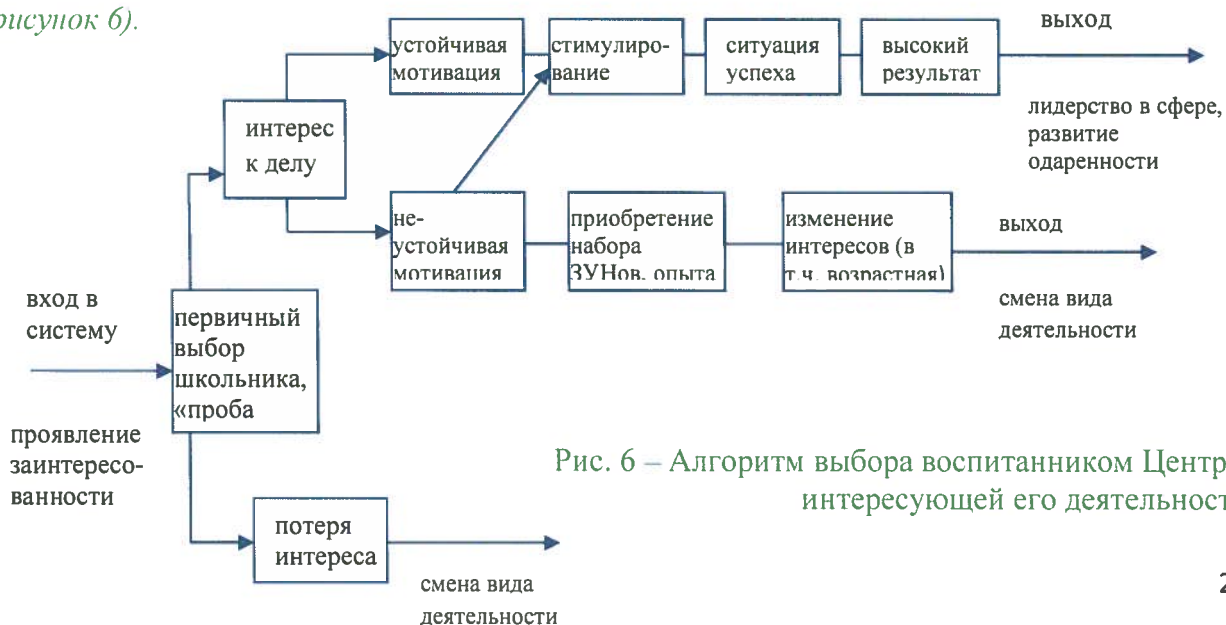 рисунок 6).
выход
устойчивая
мотивация
стимулиро-
вание
ситуация
успеха
высокий
результат
лидерство в сфере,
развитие
одаренности
интерес
к делу
не-
устойчивая
мотивация
приобретение
набора
ЗУНов, опыта
изменение
интересов (в
т.ч. возрастная)
выход
смена вида
деятельности
вход в
систему
первичный
выбор
школьника,
«проба
проявление
заинтересо-
ванности
Рис. 6 – Алгоритм выбора воспитанником Центр
интересующей его деятельност
потеря
интереса
смена вида
деятельности
2